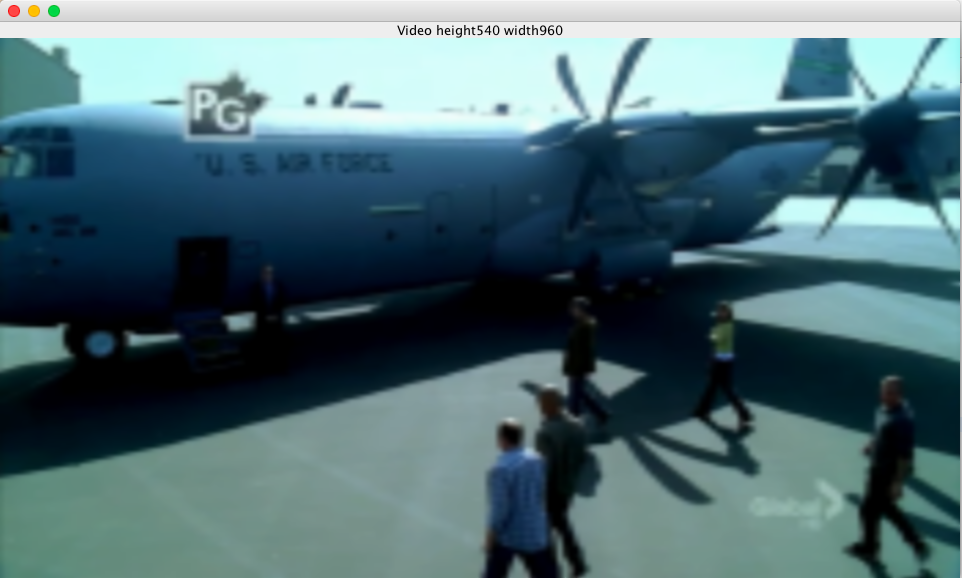 Video height540 width960
PG
U.S. AIR FORCE
Global